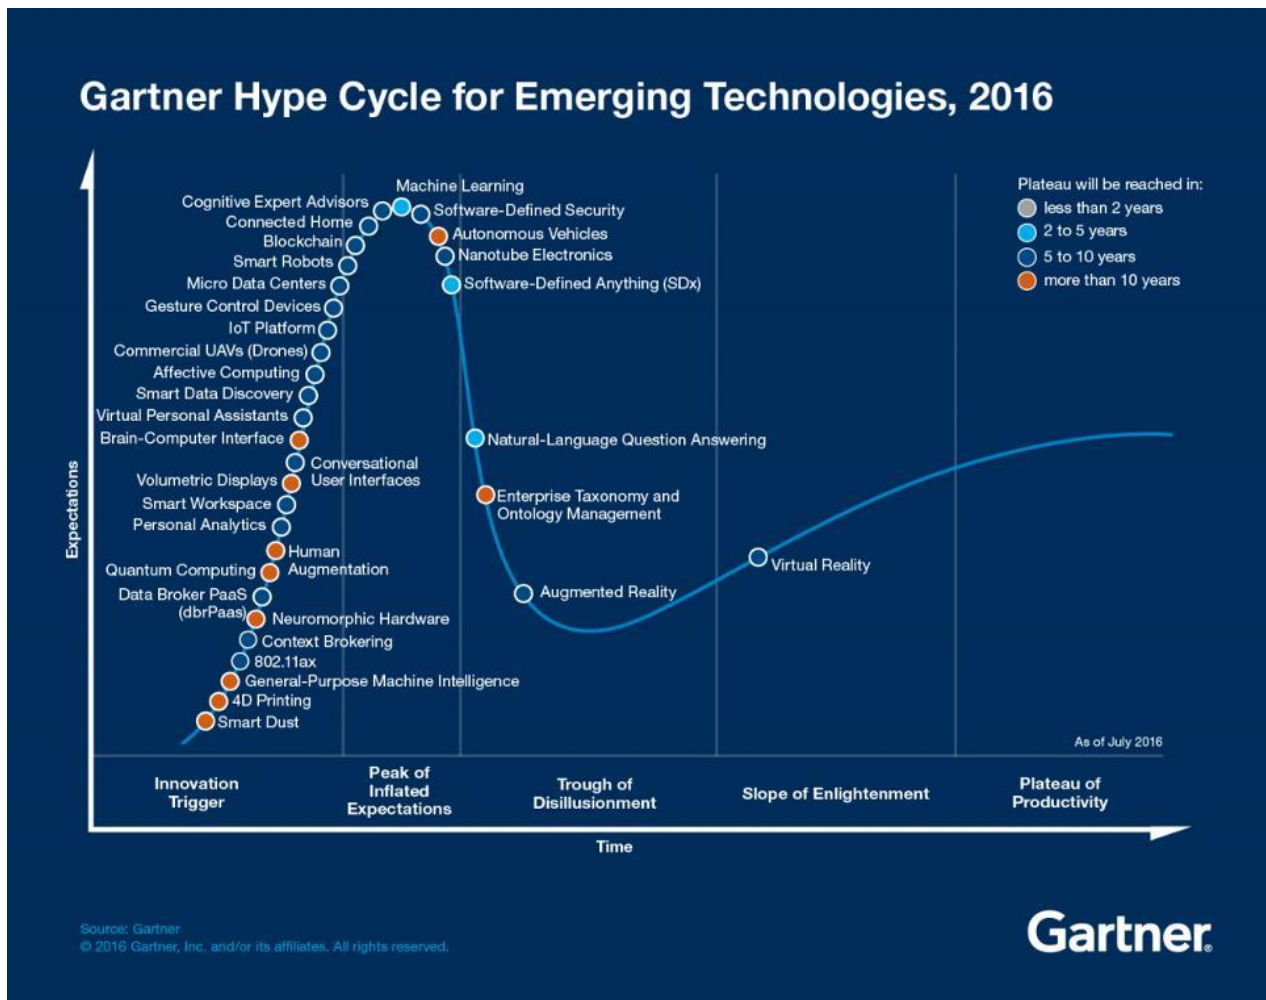 Gartner Hype Cycle for Emerging Technologies, 2016
Plateau will be reached in:
less than 2 years
2 to 5 years
5 to 10 years
more than 10 years
Expectations
Machine Learning
Cognitive Expert Advisors
Software-Defined Security
Connected Home
Autonomous Vehicles
Blockchain
Nanotube Electronics
Smart Robots
Micro Data Centers
Software-Defined Anything (SDx)
Gesture Control Devices
IoT Platform
Commercial UAVs (Drones)
Affective Computing
Smart Data Discovery
Virtual Personal Assistants
Brain-Computer Interface
Natural-Language Question Answering
Conversational
User Interfaces
Volumetric Displays
Enterprise Taxonomy and
Ontology Management
Smart Workspace
Personal Analytics
Human
Augmentation
Virtual Reality
Quantum Computing
Data Broker PaaS
(dbrPaas)
Augmented Reality
Neuromorphic Hardware
Context Brokering
802.11ax
General-Purpose Machine Intelligence
4D Printing
Smart Dust
As of July 2016
Innovation
Trigger
Peak of
Inflated
Expectations
Trough of
Disillusionment
Slope of Enlightenment
Plateau of
Productivity
Time
Source: Gartner
© 2016 Gartner, Inc. and/or its affiliates. All rights reserved.
Gartner®